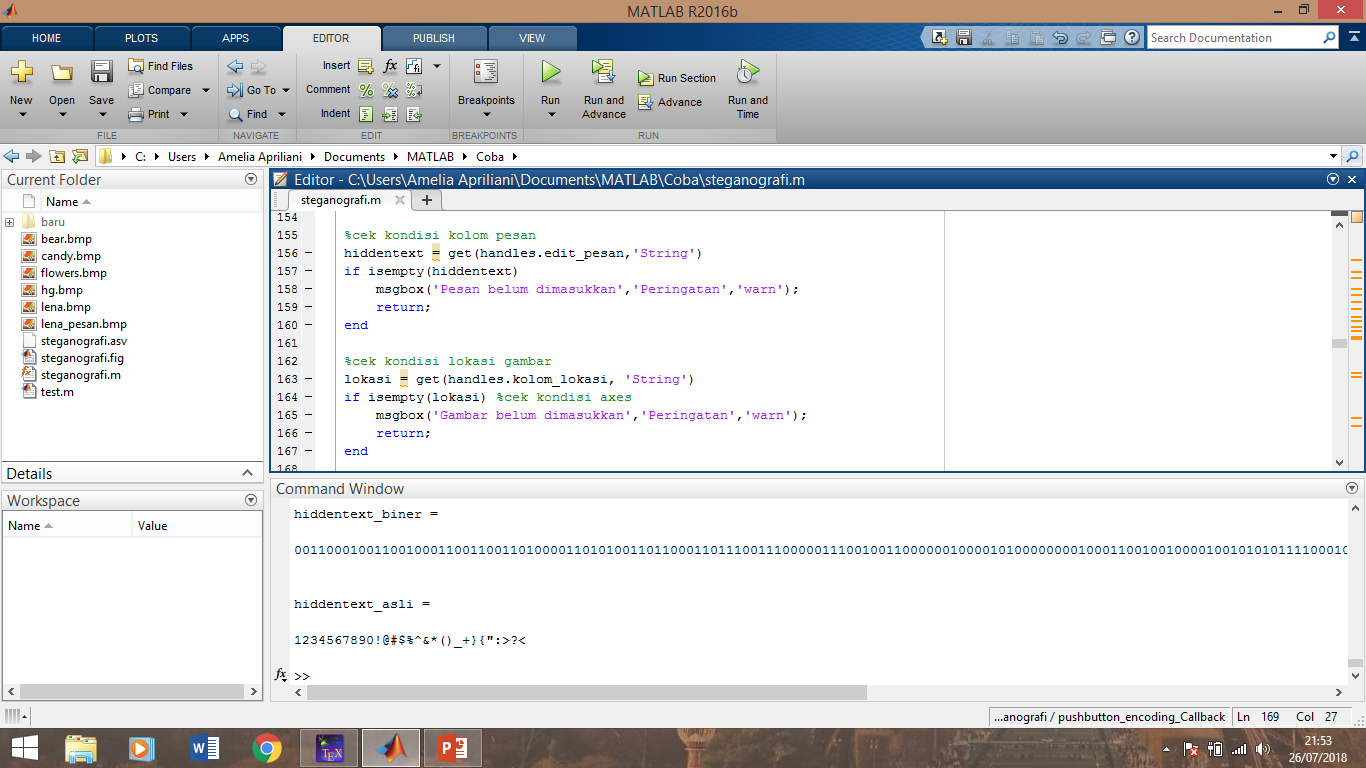 MATLAB R2016b
HOME
PLOTS
APPS
EDITOR
PUBLISH
VIEW
Search Documentation
New
Open
Save
Find Files
Compare
Print
FILE
Go To
Find
NAVIGATE
Insert
fx
Comment
Indent
EDIT
Breakpoints
BREAKPOINTS
Run
Run and
Advance
Run Section
Advance
Run and
Time
RUN
C: Users Amelia Apriliani Documents MATLAB Coba
Current Folder
Name
baru
bear.bmp
candy.bmp
flowers.bmp
hg.bmp
lena.bmp
lena_pesan.bmp
steganografi.asv
steganografi.fig
steganografi.m
test.m
Details
Workspace
Name Value
Editor - C:\Users\Amelia Apriliani\Documents\MATLAB\Coba\steganografi.m
steganografi.m
154
155 %cek kondisi kolom pesan
156 – hiddentext = get(handles.edit_pesan,'String')
157 – if isempty(hiddentext)
158 – msgbox('Pesan belum dimasukkan','Peringatan','warn');
159 – return;
160 – end
161
162 %cek kondisi lokasi gambar
163 – lokasi = get(handles.kolom_lokasi, 'String')
164 – if isempty(lokasi) %cek kondisi axes
165 – msgbox('Gambar belum dimasukkan','Peringatan','warn');
166 – return;
167 – end
168
Command Window
hiddentext_biner =
001100010011001000110011001101000011010100110110001101110011100000111001001100000010000101000000001000110010010000100101010111100010
hiddentext_asli =
1234567890!@#$%^&*()_+}{":>?<
fx >>
...anografi / pushbutton_encoding_Callback
Ln 169 Col 27
21:53
26/07/2018